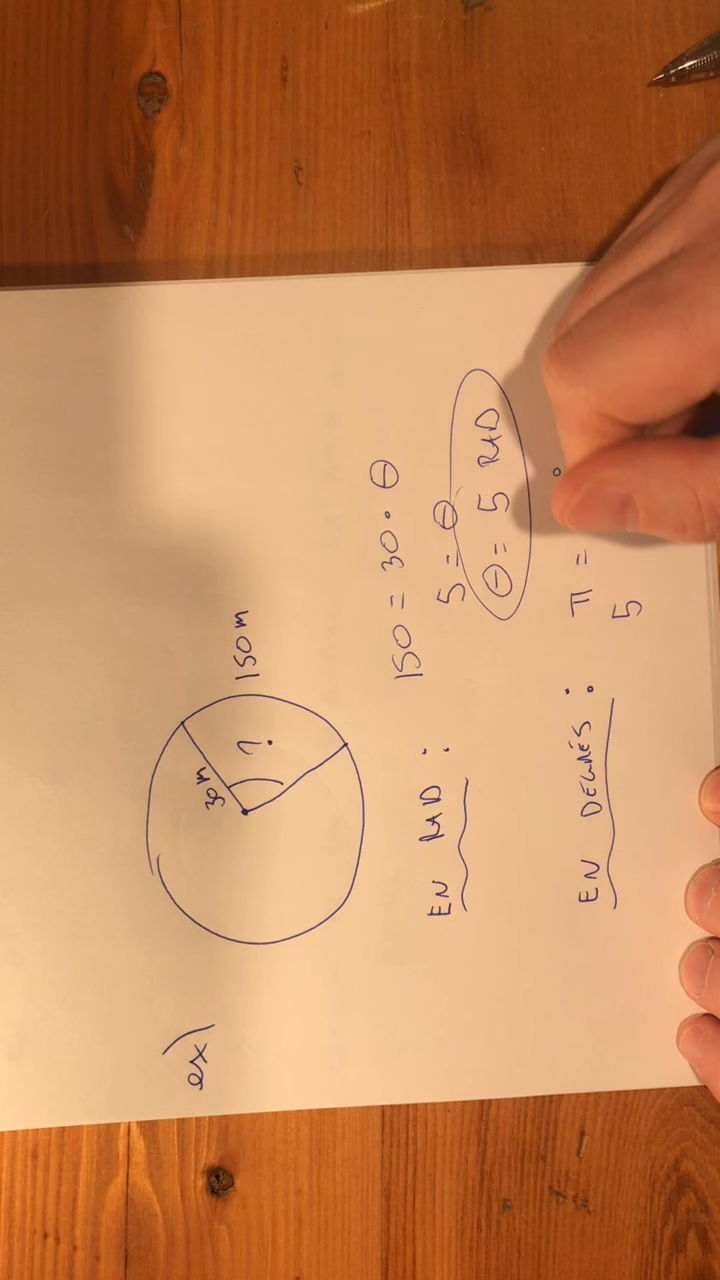 ex)
30 m
?
150 m
EN RAD : 150 = 30 · θ
5 = θ
θ = 5 RAD
EN DEGRÉS : π = °
5